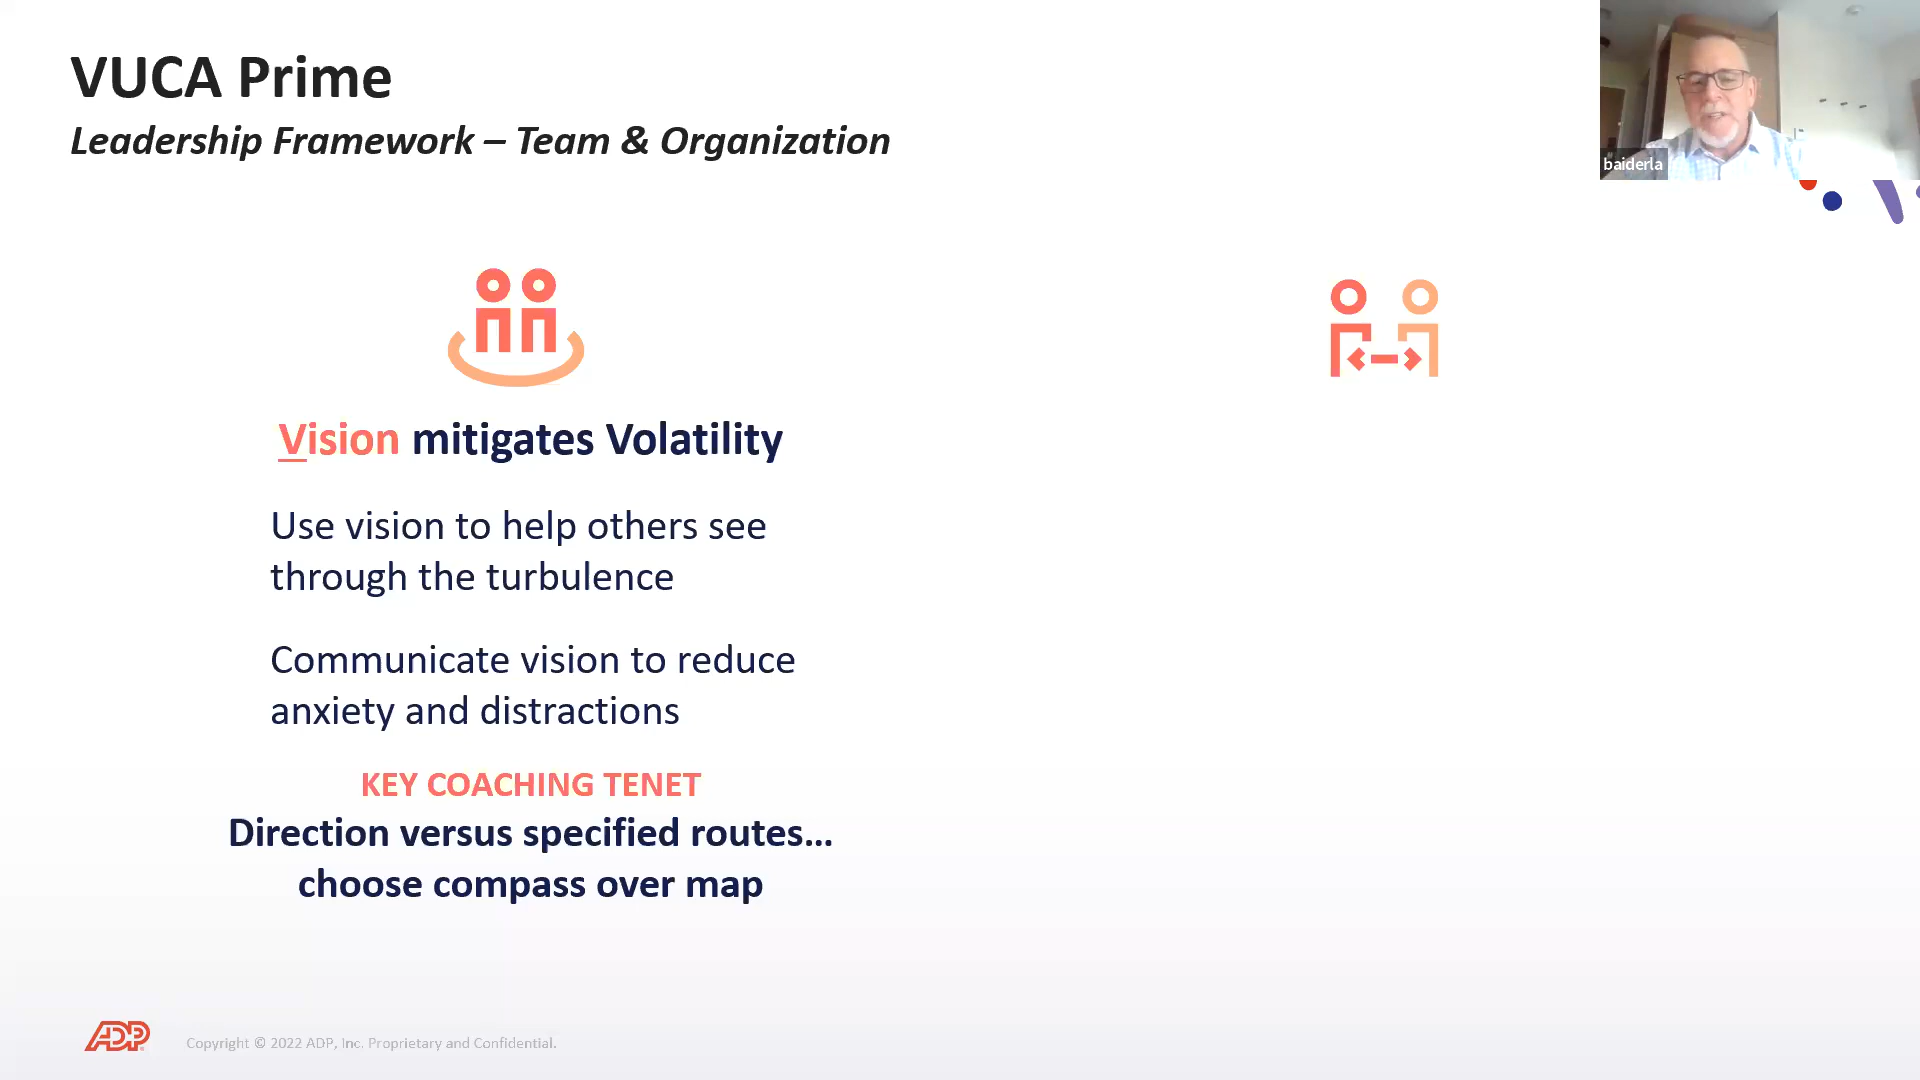 VUCA Prime
Leadership Framework – Team & Organization
baiderla
Vision mitigates Volatility
Use vision to help others see
through the turbulence
Communicate vision to reduce
anxiety and distractions
KEY COACHING TENET
Direction versus specified routes...
choose compass over map
ADP
Copyright © 2022 ADP, Inc. Proprietary and Confidential.